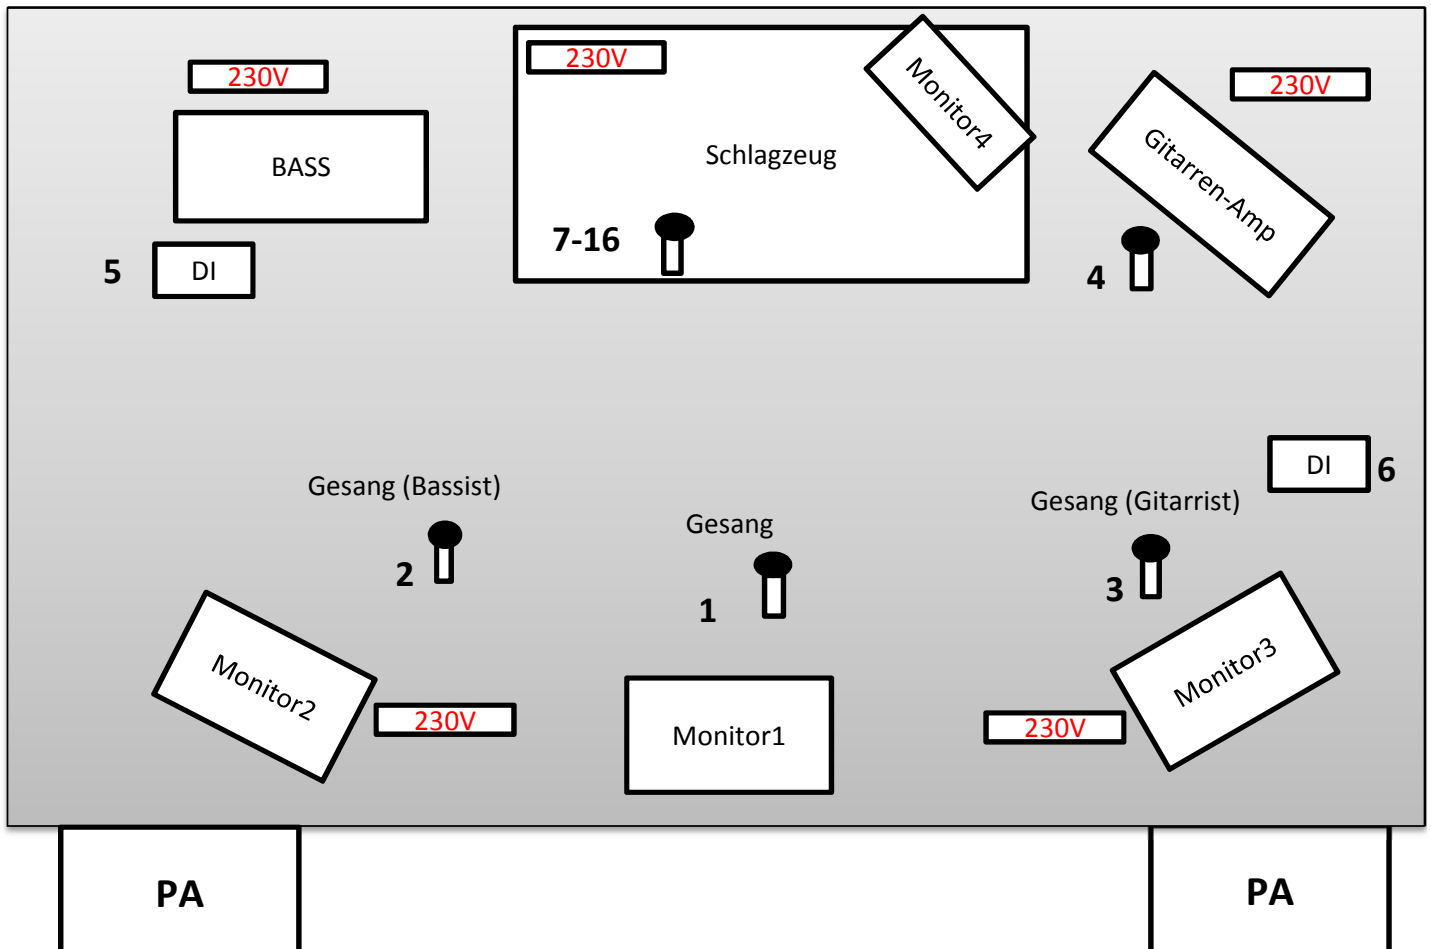 230V
230V
Monitor4
230V
BASS
Schlagzeug
Gitarren-Amp
7-16
5
DI
4
Gesang (Bassist)
Gesang
Gesang (Gitarrist)
DI
6
2
1
3
Monitor2
230V
Monitor1
230V
Monitor3
PA
PA